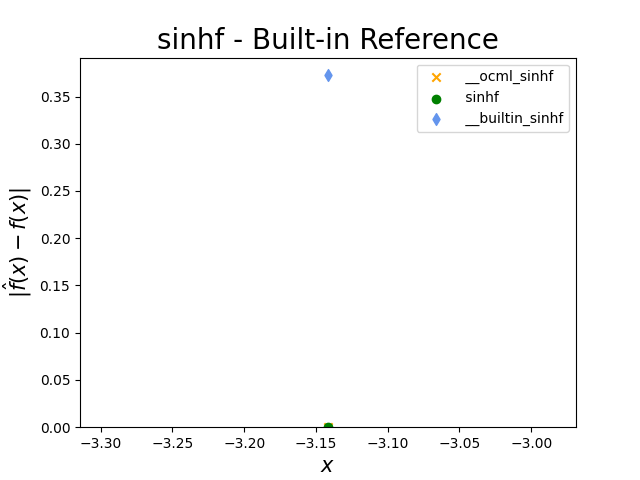 sinhf - Built-in Reference
__ocml_sinhf
sinhf
__builtin_sinhf
|f̂(x) − f(x)|
0.35
0.30
0.25
0.20
0.15
0.10
0.05
0.00
−3.30
−3.25
−3.20
−3.15
−3.10
−3.05
−3.00
x